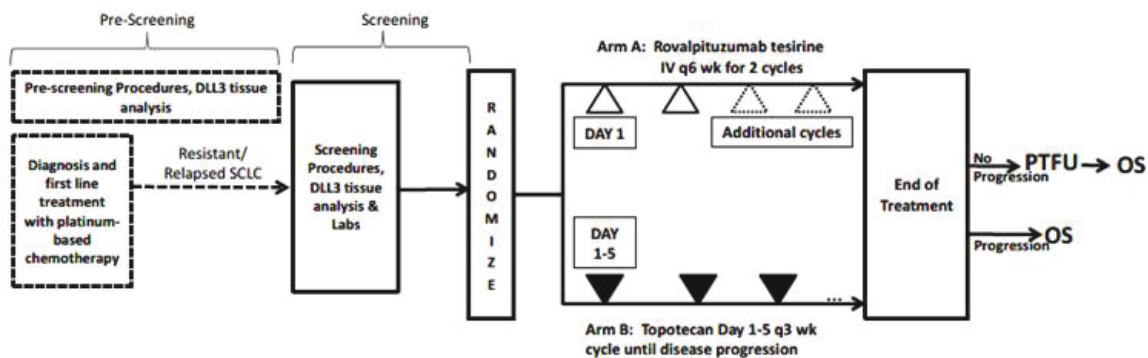 Pre-Screening
Screening
Pre-screening Procedures, DLL3 tissue
analysis
Diagnosis and
first line
treatment
with platinum-
based
chemotherapy
Resistant/
Relapsed SCLC
Screening
Procedures,
DLL3 tissue
analysis &
Labs
R
A
N
D
O
M
I
Z
E
Arm A: Rovalpituzumab tesirine
IV q6 wk for 2 cycles
DAY 1
Additional cycles
DAY
1-5
...
Arm B: Topotecan Day 1-5 q3 wk
cycle until disease progression
End of
Treatment
No
Progression
PTFU
OS
Progression
OS